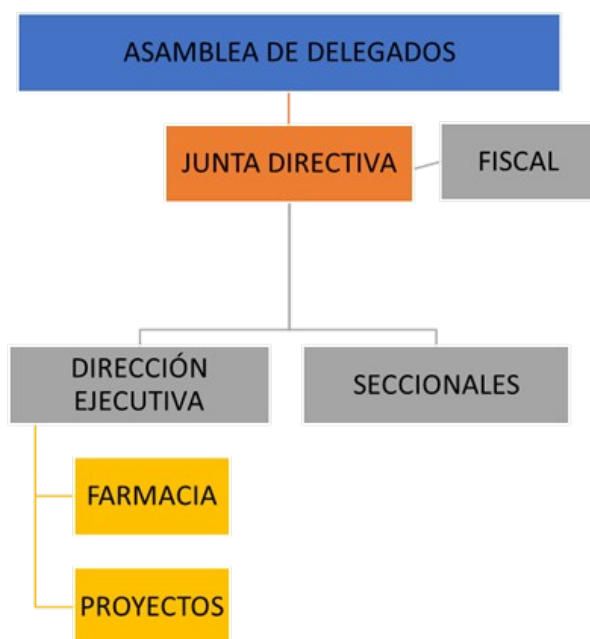 ASAMBLEA DE DELEGADOS
JUNTA DIRECTIVA
FISCAL
DIRECCIÓN
EJECUTIVA
SECCIONALES
FARMACIA
PROYECTOS